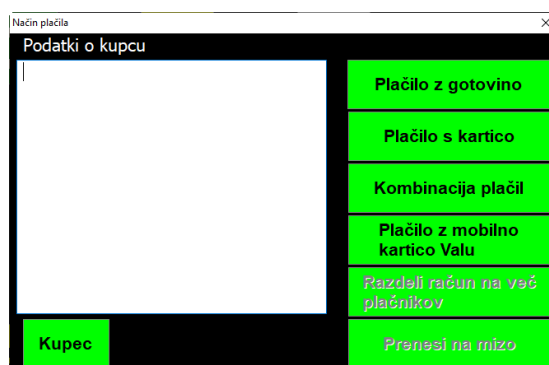 Način plačila
Podatki o kupcu
Plačilo z gotovino
Plačilo s kartico
Kombinacija plačil
Plačilo z mobilno
kartico Valu
Razdeli račun na več
plačnikov
Kupec
Prenesi na mizo